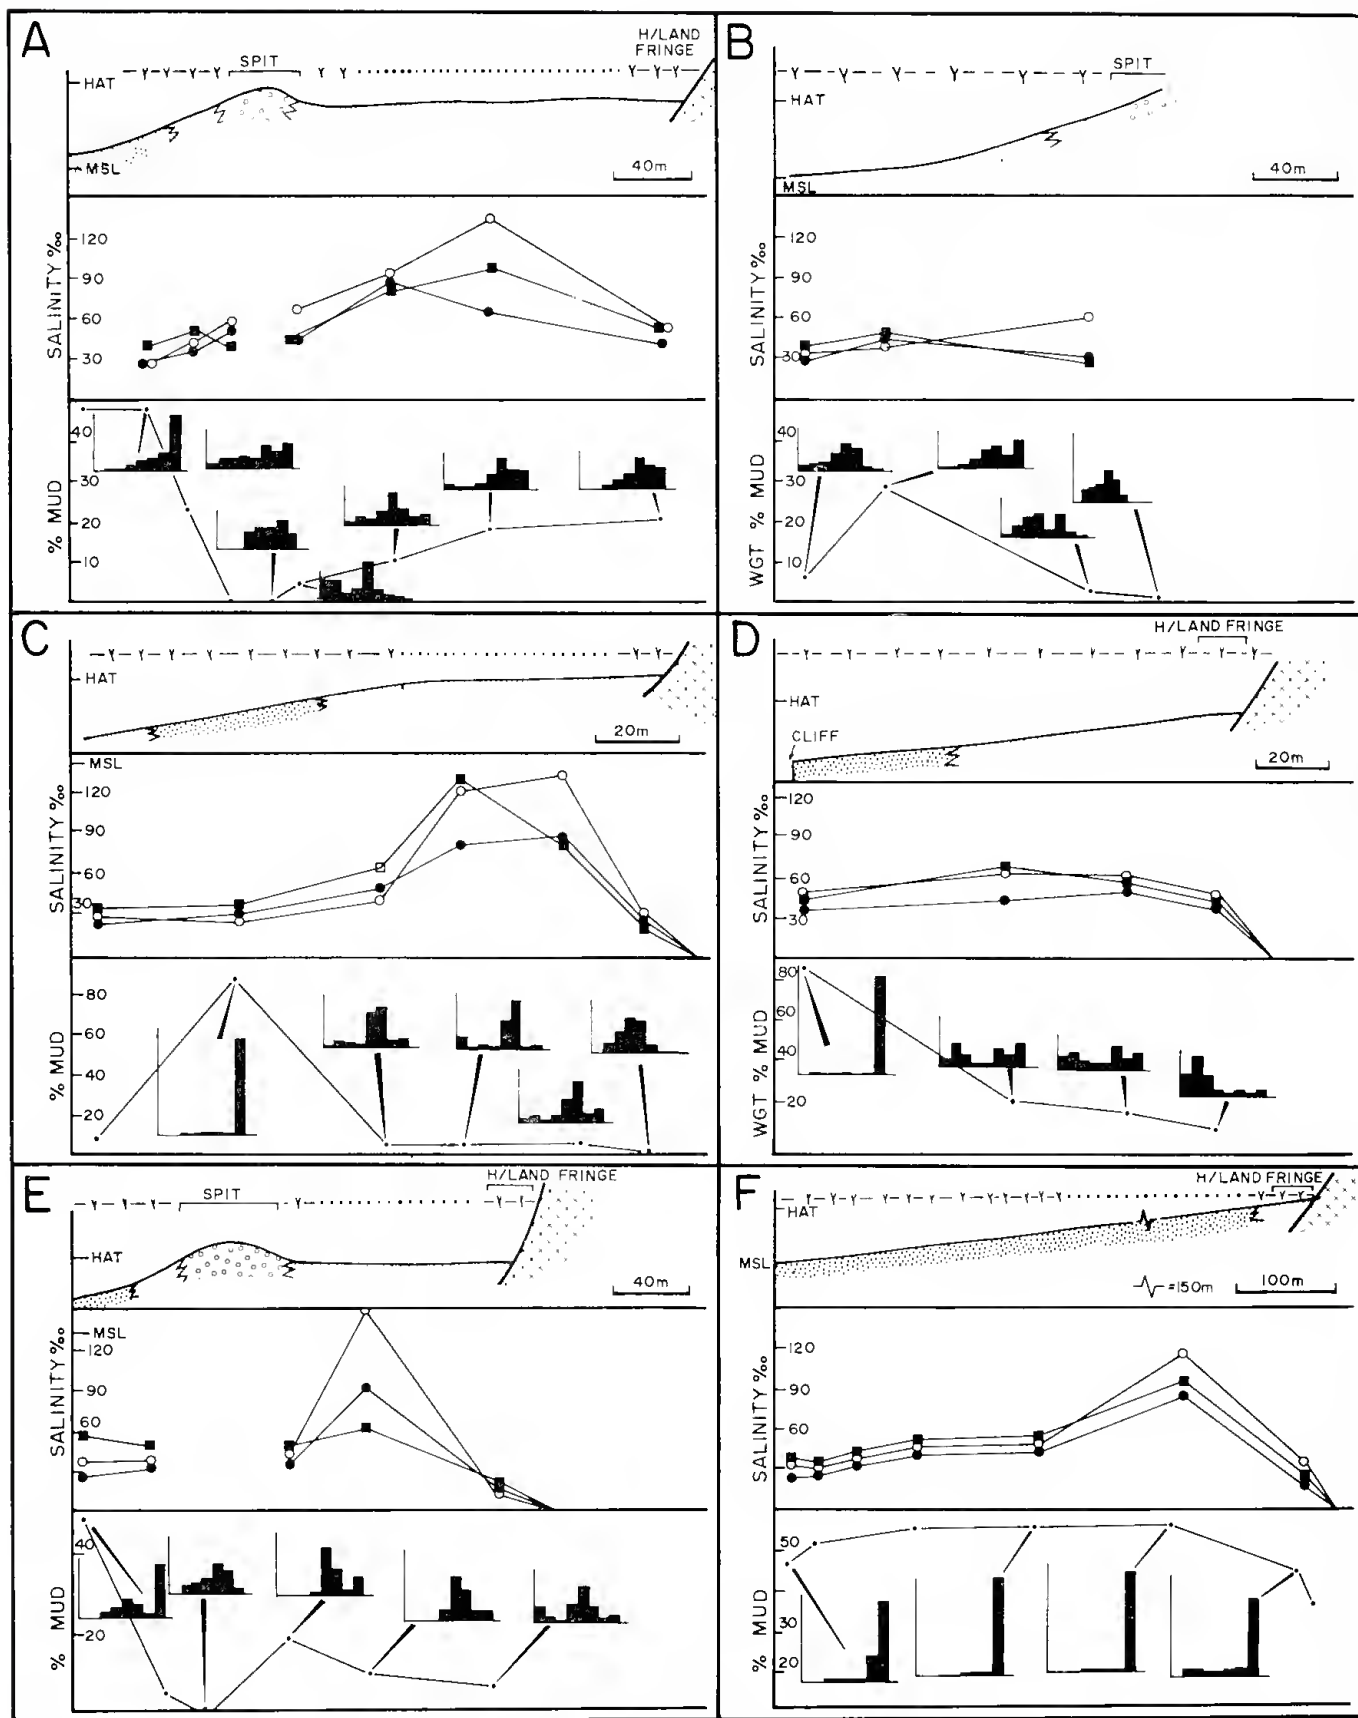 A
SPIT
H/LAND
FRINGE
HAT
MSL
40m
SALINITY ‰
120
90
60
30
% MUD
40
30
20
10
B
SPIT
HAT
MSL
40m
SALINITY ‰
120
90
60
30
WGT % MUD
40
30
20
10
C
HAT
20m
MSL
SALINITY ‰
120
90
60
30
% MUD
80
60
40
20
D
H/LAND FRINGE
HAT
CLIFF
20m
SALINITY ‰
120
90
60
30
WGT % MUD
80
60
40
20
E
SPIT
H/LAND FRINGE
HAT
40m
MSL
SALINITY ‰
120
90
60
% MUD
40
20
F
H/LAND FRINGE
HAT
MSL
=150m
100m
SALINITY ‰
120
90
60
% MUD
50
30
20